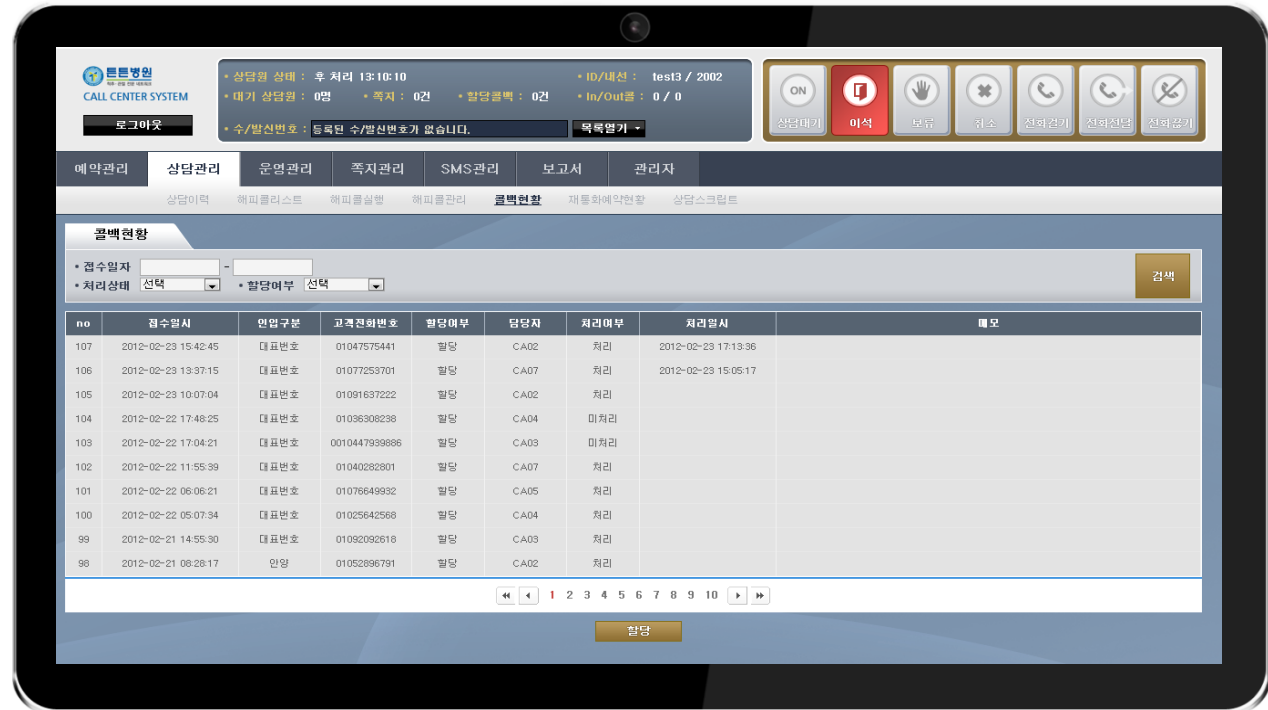 튼튼병원
CALL CENTER SYSTEM
로그아웃
• 상담원 상태 : 후 처리 13:10:10 • ID/내선 : test3 / 2002
• 대기 상담원 : 0명 • 쪽지 : 0건 • 할당콜백 : 0건 • In/Out콜 : 0 / 0
• 수/발신번호 : 등록된 수/발신번호가 없습니다. 목록열기
ON
상담대기 이석 보류 취소 전화걸기 전화전달 전화끊기
예약관리 상담관리 운영관리 쪽지관리 SMS관리 보고서 관리자
상담이력 해피콜리스트 해피콜실행 해피콜관리 콜백현황 재통화예약현황 상담스크립트
콜백현황
• 접수일자 -
• 처리상태 선택 • 할당여부 선택
검색
no 접수일시 인입구분 고객전화번호 할당여부 담당자 처리여부 처리일시 메모
107 2012-02-23 15:42:45 대표번호 01047575441 할당 CA02 처리 2012-02-23 17:13:36
106 2012-02-23 13:37:15 대표번호 01077253701 할당 CA07 처리 2012-02-23 15:05:17
105 2012-02-23 10:07:04 대표번호 01091637222 할당 CA02 처리
104 2012-02-22 17:48:25 대표번호 01036308238 할당 CA04 미처리
103 2012-02-22 17:04:21 대표번호 0010447939886 할당 CA03 미처리
102 2012-02-22 11:55:39 대표번호 01040282801 할당 CA07 처리
101 2012-02-22 06:06:21 대표번호 01076649932 할당 CA05 처리
100 2012-02-22 05:07:34 대표번호 01025642568 할당 CA04 처리
99 2012-02-21 14:55:30 대표번호 01092092618 할당 CA03 처리
98 2012-02-21 08:28:17 안양 01052896791 할당 CA02 처리
1 2 3 4 5 6 7 8 9 10
할당